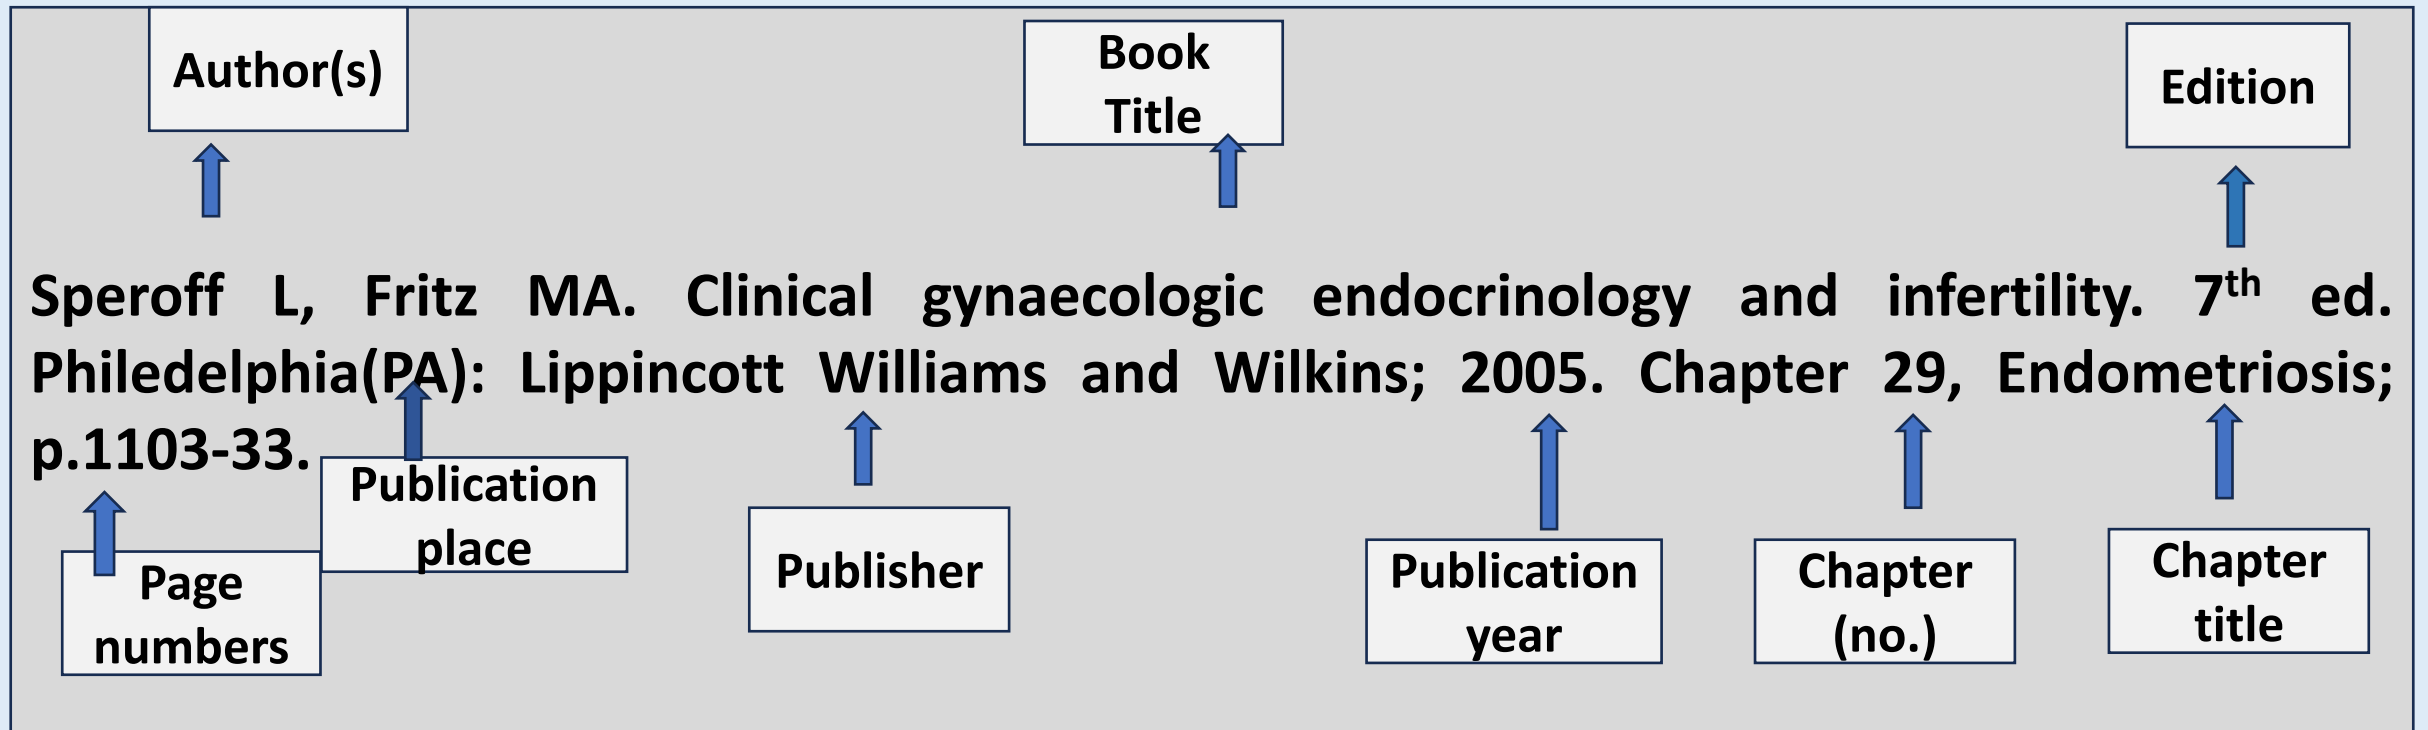 Author(s)
Book
Title
Edition
Speroff L, Fritz MA. Clinical gynaecologic endocrinology and infertility. 7th ed.
Philedelphia(PA): Lippincott Williams and Wilkins; 2005. Chapter 29, Endometriosis;
p.1103-33.
Page
numbers
Publication
place
Publisher
Publication
year
Chapter
(no.)
Chapter
title